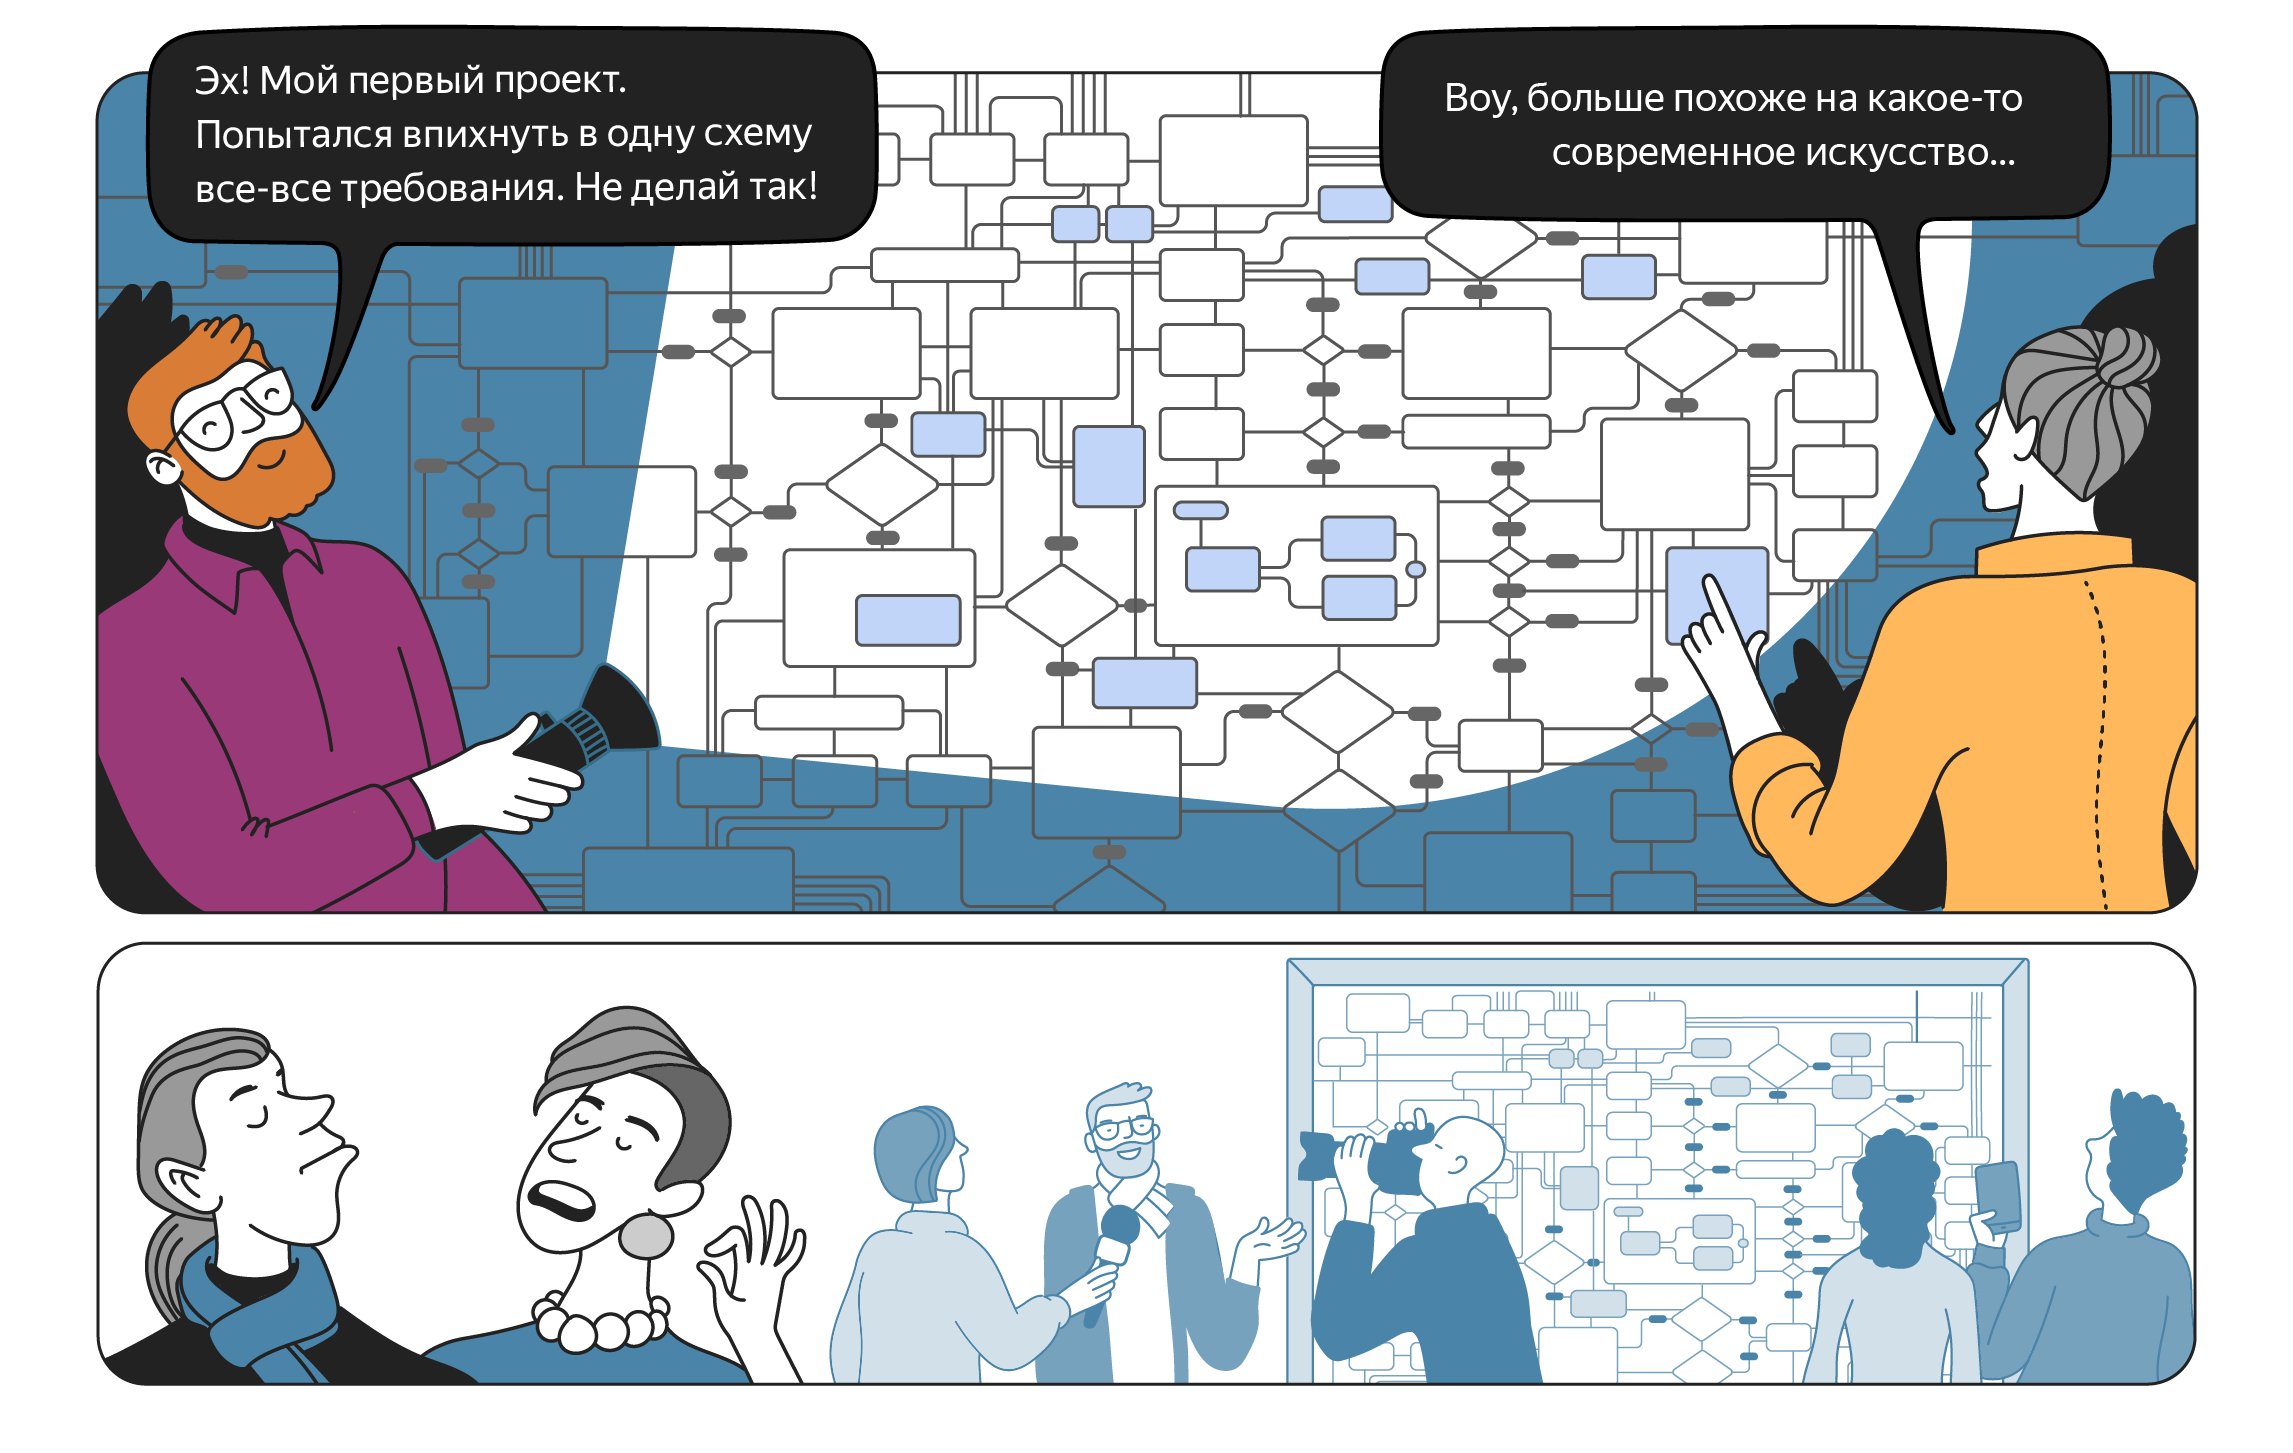 Эх! Мой первый проект.
Попытался впихнуть в одну схему
все-все требования. Не делай так!
Воу, больше похоже на какое-то
современное искусство...